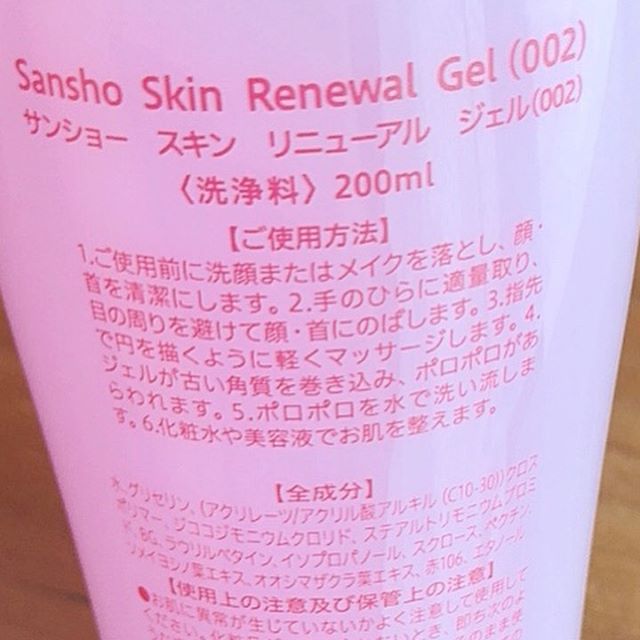 Sansho Skin Renewal Gel (002)
サンショー スキン リニューアル ジェル(002)
〈洗浄料〉200ml
【ご使用方法】
1.ご使用前に洗顔またはメイクを落とし、顔・
首を清潔にします。2.手のひらに適量取り、
目の周りを避けて顔・首にのばします。3.指先
で円を描くように軽くマッサージします。4.
ジェルが古い角質を巻き込み、ポロポロがあ
らわれます。5.ポロポロを水で洗い流しま
す。6.化粧水や美容液でお肌を整えます。
【全成分】
水、グリセリン、(アクリレーツ/アクリル酸アルキル(C10-30))クロス
ポリマー、ジココジモニウムクロリド、ステアルトリモニウムブロミ
ド、BG、ラウリルベタイン、イソプロパノール、スクロース、ペクチン、
ソメイヨシノ葉エキス、オオシマザクラ葉エキス、赤106、エタノール
【使用上の注意及び保管上の注意】
●お肌に異常が生じていないかよく注意して使用して
ください。
即ち次のよ